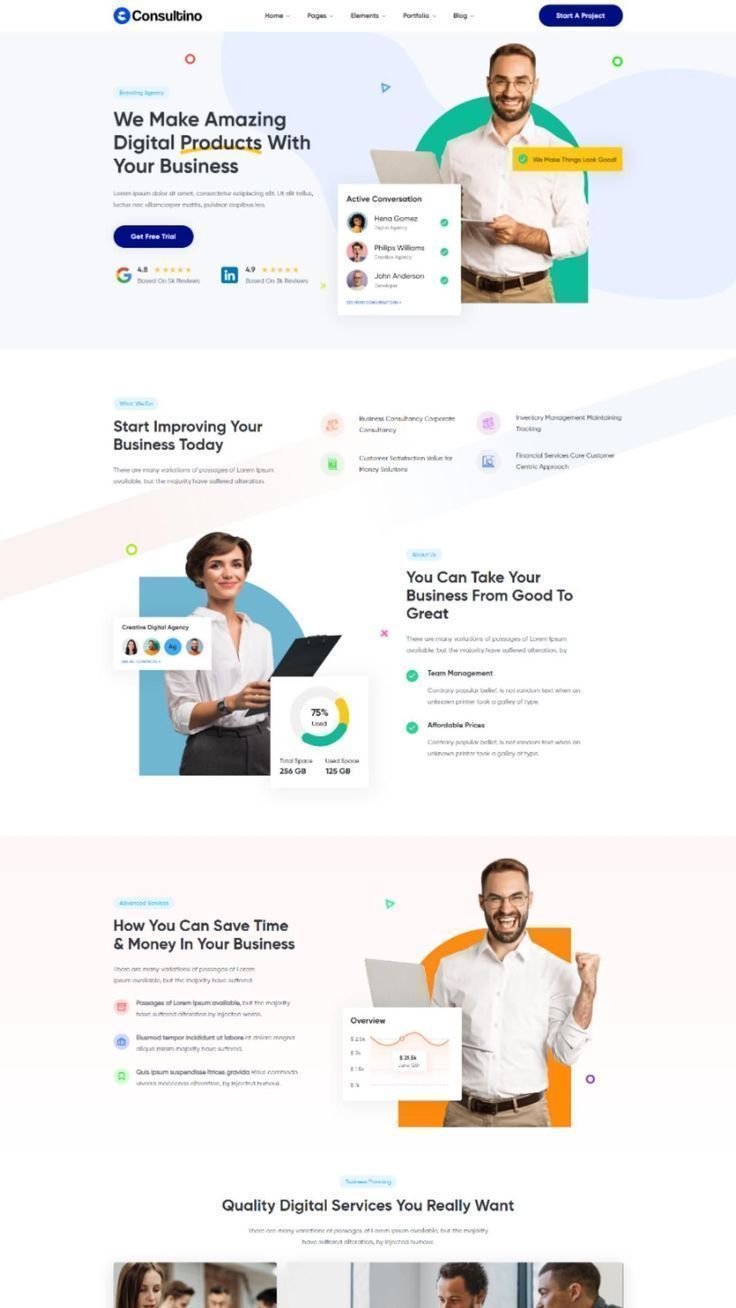 Consultino
Home
Pages
Elements
Portfolio
Blog
Start A Project
Branding Agency
We Make Amazing
Digital Products With
Your Business
Lorem ipsum dolor sit amet, consectetur adipiscing elit. Ut elit tellus,
luctus nec ullamcorper mattis, pulvinar dapibus leo.
Get Free Trial
4.8
Based On 5k Reviews
in
4.9
Based On 3k Reviews
We Make Things Look Good!
Active Conversation
Hena Gomez
Digital Agency
Philips Williams
Creative Agency
John Anderson
Developer
SEE MORE CONVERSATIONS +
What We Do
Start Improving Your
Business Today
There are many variations of passages of Lorem Ipsum
available, but the majority have suffered alteration.
Business Consultancy Corporate
Consultancy
Inventory Management Maintaining
Tracking
Customer Satisfaction Value for
Money Solutions
Financial Services Core Customer
Centric Approach
Creative Digital Agency
Ag
75%
Used
Total Space
Used Space
256 GB
125 GB
About Us
You Can Take Your
Business From Good To
Great
There are many variations of passages of Lorem Ipsum
available, but the majority have suffered alteration, by
Team Management
Contrary popular belief, is not random text when an
unknown printer took a galley of type.
Affordable Prices
Contrary popular belief, is not random text when an
unknown printer took a galley of type.
Advanced Services
How You Can Save Time
& Money In Your Business
There are many variations of passages of Lorem
Ipsum available, but the majority have suffered
Passages of Lorem Ipsum available, but the majority
have suffered alteration by injected words.
Eiusmod tempor incididunt ut labore et dolore magna
aliqua minim majority have suffered.
Quis ipsum suspendisse ltrices gravida Risus commodo
viverra maecenas alteration, by injected humour.
Overview
$ 2.5k
$ 2k
$ 1.5k
$ 1k
$ 21.5k
June 12th
Business Planning
Quality Digital Services You Really Want
There are many variations of passages of Lorem Ipsum available, but the majority
have suffered alteration, by injected humour.